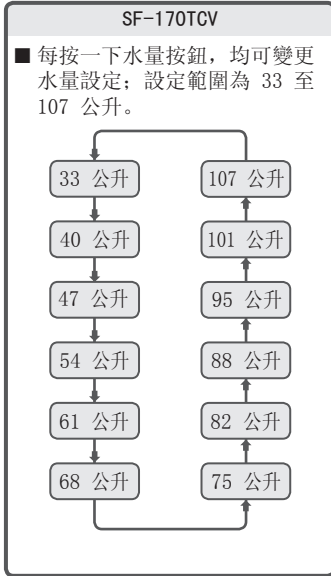 SF-170TCV
■ 每按一下水量按鈕，均可變更
水量設定；設定範圍為 33 至
107 公升。
33 公升
40 公升
47 公升
54 公升
61 公升
68 公升
75 公升
82 公升
88 公升
95 公升
101 公升
107 公升